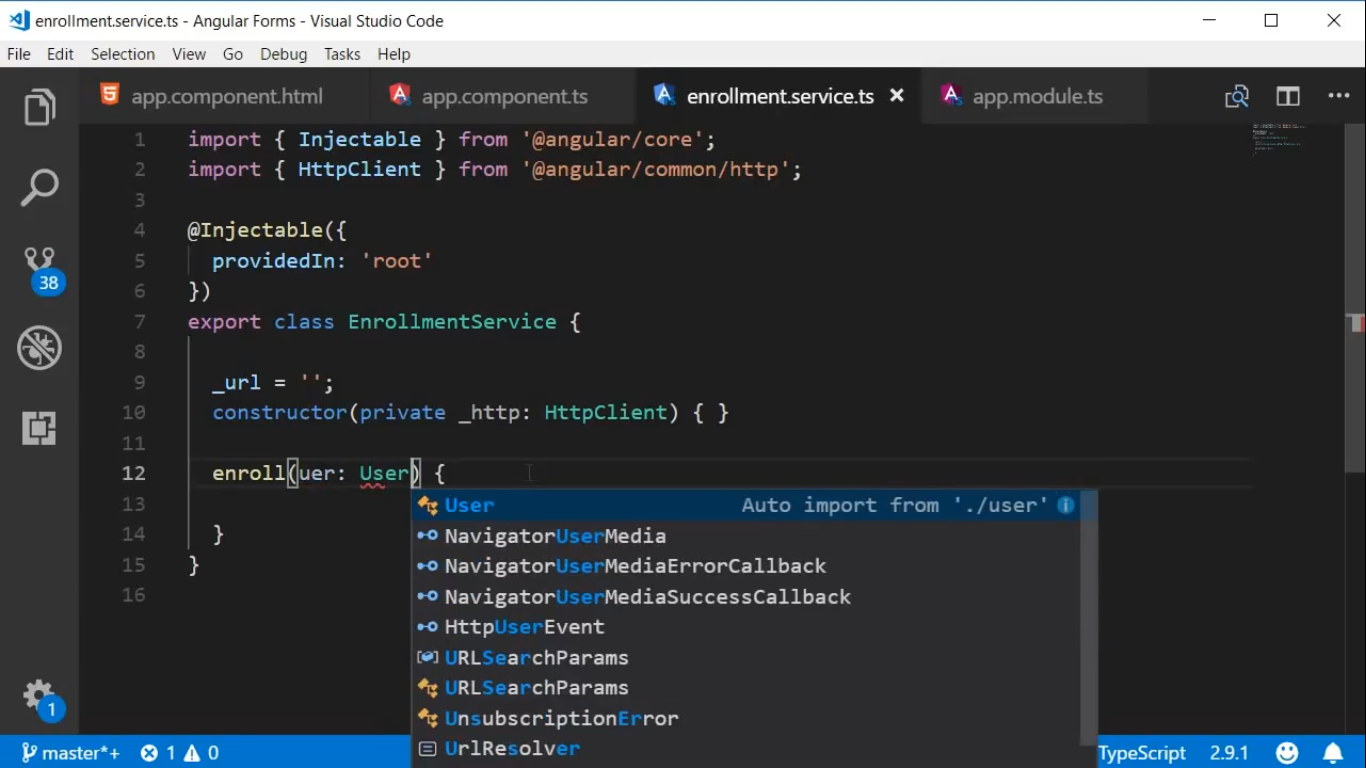 enrollment.service.ts - Angular Forms - Visual Studio Code
File Edit Selection View Go Debug Tasks Help
app.component.html app.component.ts enrollment.service.ts app.module.ts
1 import { Injectable } from '@angular/core';
2 import { HttpClient } from '@angular/common/http';
3
4 @Injectable({
5 providedIn: 'root'
6 })
7 export class EnrollmentService {
8
9 _url = '';
10 constructor(private _http: HttpClient) { }
11
12 enroll(uer: User) {
13
14 }
15 }
16
User Auto import from './user'
NavigatorUserMedia
NavigatorUserMediaErrorCallback
NavigatorUserMediaSuccessCallback
HttpUserEvent
URLSearchParams
URLSearchParams
UnsubscriptionError
UrlResolver
38
1
master*+ 1 0 TypeScript 2.9.1